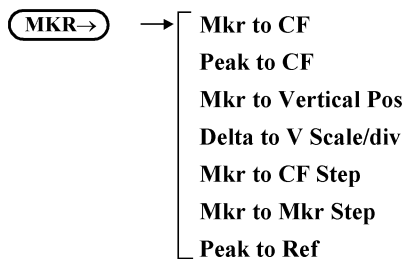 MKR→
Mkr to CF
Peak to CF
Mkr to Vertical Pos
Delta to V Scale/div
Mkr to CF Step
Mkr to Mkr Step
Peak to Ref